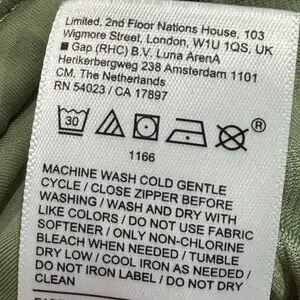 Limited, 2nd Floor Nations House, 103
Wigmore Street, London, W1U 1QS, UK
■ Gap (RHC) B.V. Luna ArenA
Herikerbergweg 238 Amsterdam 1101
CM. The Netherlands
RN 54023 / CA 17897
30 ®
1166
MACHINE WASH COLD GENTLE
CYCLE / CLOSE ZIPPER BEFORE
WASHING / WASH AND DRY WITH
LIKE COLORS / DO NOT USE FABRIC
SOFTENER / ONLY NON-CHLORINE
BLEACH WHEN NEEDED / TUMBLE
DRY LOW / COOL IRON AS NEEDED /
DO NOT IRON LABEL / DO NOT DRY
CLEAN